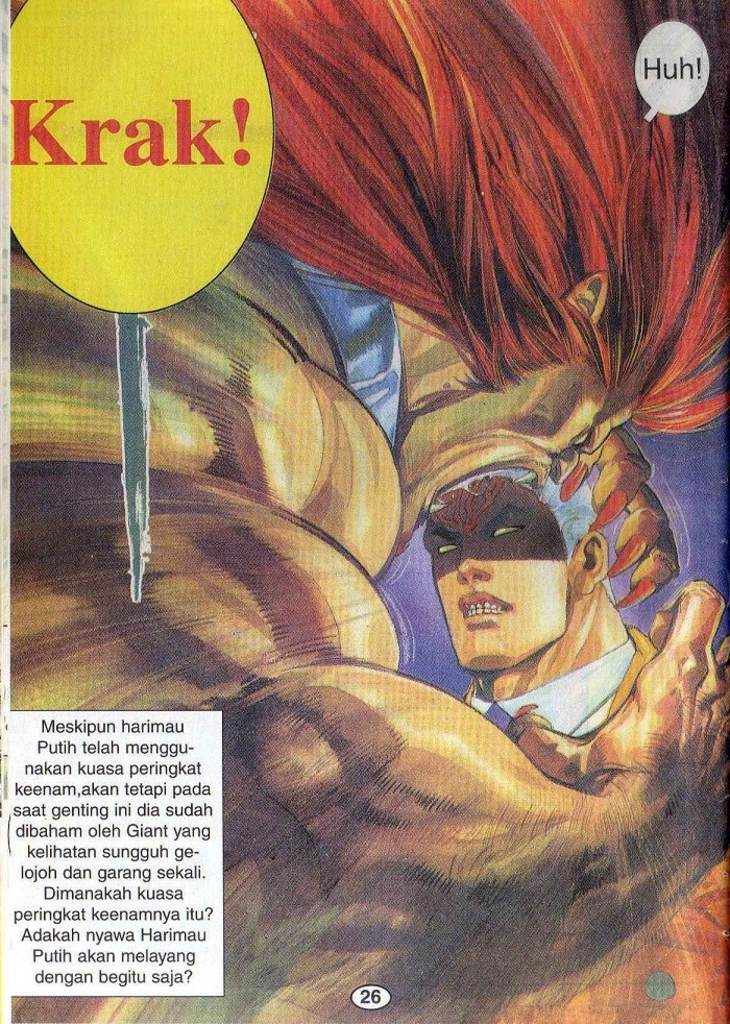 Krak!
Huh!
Meskipun harimau
Putih telah menggu-
nakan kuasa peringkat
keenam,akan tetapi pada
saat genting ini dia sudah
dibaham oleh Giant yang
kelihatan sungguh ge-
lojoh dan garang sekali.
Dimanakah kuasa
peringkat keenamnya itu?
Adakah nyawa Harimau
Putih akan melayang
dengan begitu saja?
26